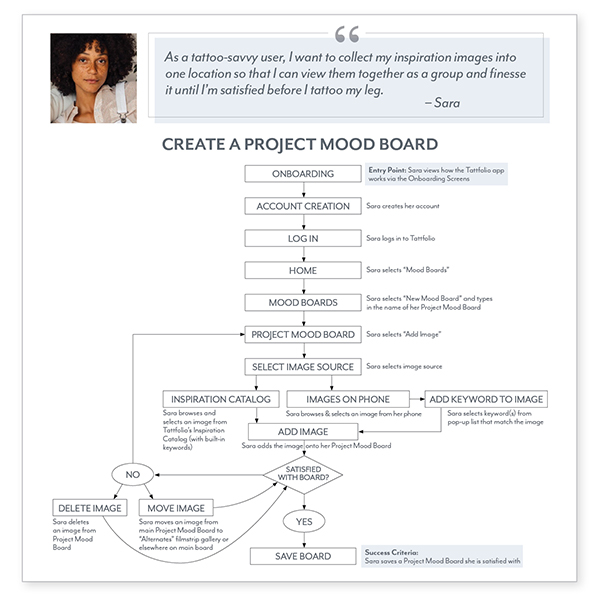 “
As a tattoo-savvy user, I want to collect my inspiration images into
one location so that I can view them together as a group and finesse
it until I’m satisfied before I tattoo my leg.
– Sara
CREATE A PROJECT MOOD BOARD
ONBOARDING
Entry Point: Sara views how the Tattfolio app
works via the Onboarding Screens
ACCOUNT CREATION
Sara creates her account
LOG IN
Sara logs in to Tattfolio
HOME
Sara selects “Mood Boards”
MOOD BOARDS
Sara selects “New Mood Board” and types
in the name of her Project Mood Board
PROJECT MOOD BOARD
Sara selects “Add Image”
SELECT IMAGE SOURCE
Sara selects image source
INSPIRATION CATALOG
Sara browses and
selects an image from
Tattfolio’s Inspiration
Catalog (with built-in
keywords)
IMAGES ON PHONE
Sara browses & selects an image from her phone
ADD KEYWORD TO IMAGE
Sara selects keyword(s) from
pop-up list that match the image
ADD IMAGE
Sara adds the image onto her Project Mood Board
SATISFIED
WITH BOARD?
NO
DELETE IMAGE
Sara deletes
an image from
Project Mood
Board
MOVE IMAGE
Sara moves an image from
main Project Mood Board to
“Alternates” filmstrip gallery or
elsewhere on main board
YES
SAVE BOARD
Success Criteria:
Sara saves a Project Mood Board she is satisfied with